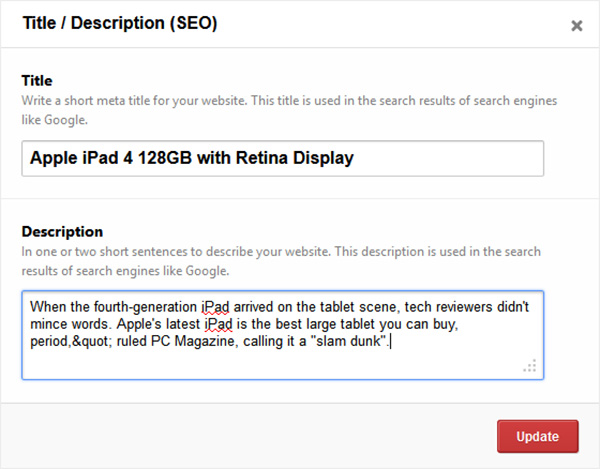 Title / Description (SEO)
Title
Write a short meta title for your website. This title is used in the search results of search engines
like Google.
Apple iPad 4 128GB with Retina Display
Description
In one or two short sentences to describe your website. This description is used in the search
results of search engines like Google.
When the fourth-generation iPad arrived on the tablet scene, tech reviewers didn't
mince words. Apple's latest iPad is the best large tablet you can buy,
period,&quot; ruled PC Magazine, calling it a "slam dunk".
Update